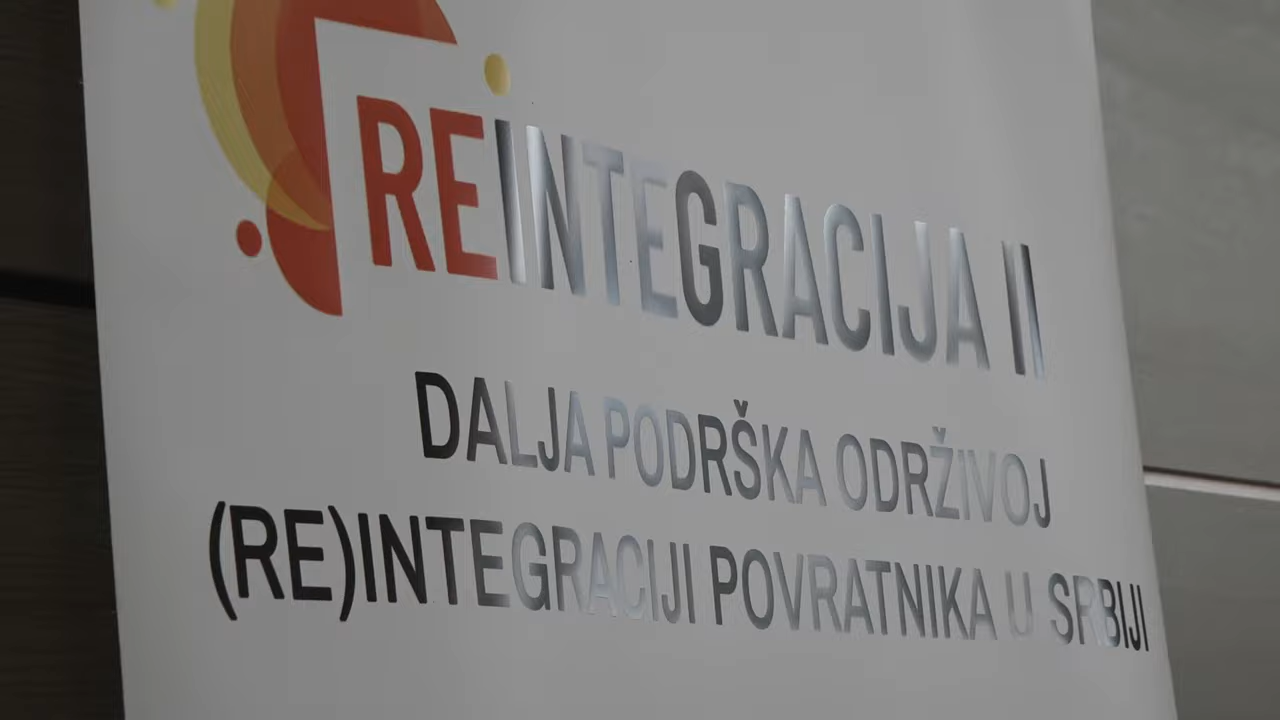 REINTEGRACIJA II
DALJA PODRŠKA ODRŽIVOJ
(RE)INTEGRACIJI POVRATNIKA U SRBIJI